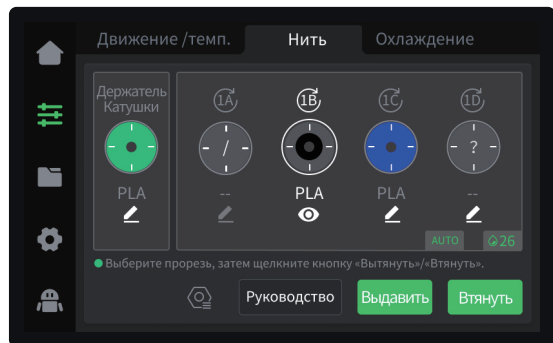 Движение /темп. Нить Охлаждение
Держатель
Катушки
1A 1B 1C 1D
/ ?
PLA -- PLA PLA --
AUTO 26
Выберите прорезь, затем щелкните кнопку «Вытянуть»/«Втянуть».
Руководство Выдавить Втянуть